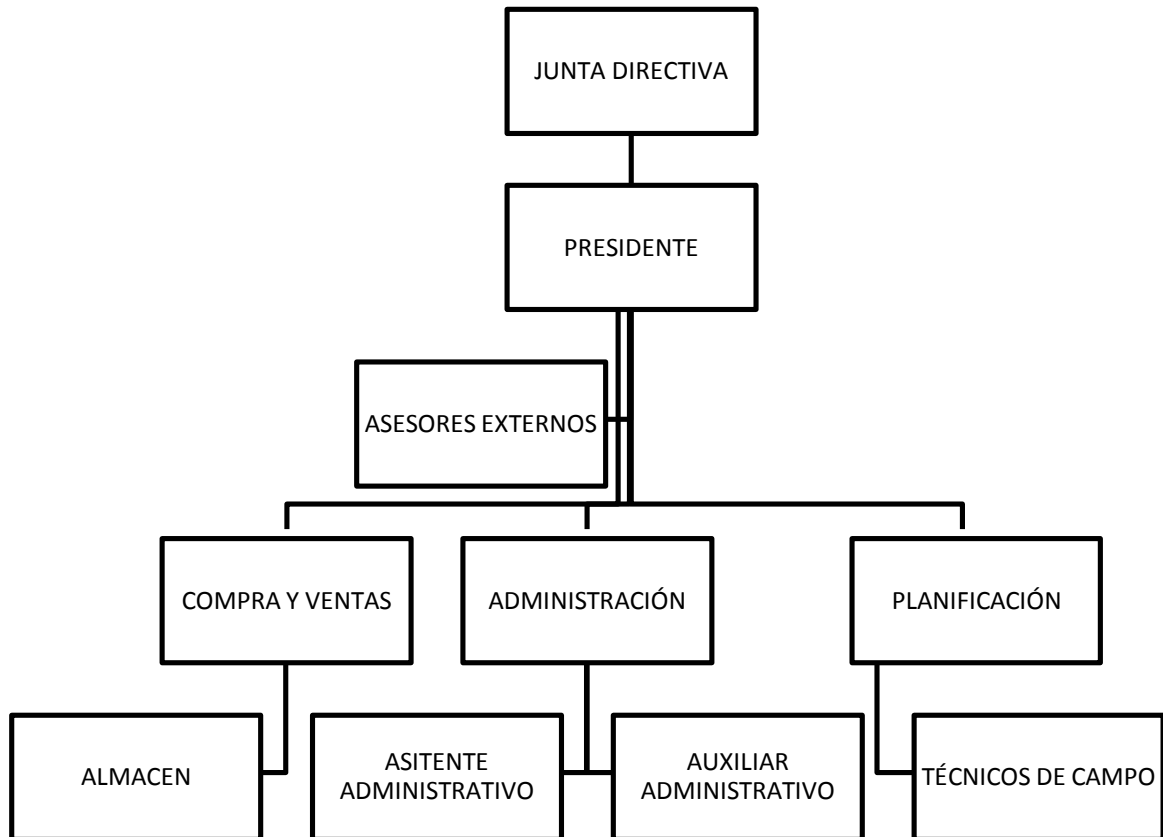 JUNTA DIRECTIVA
PRESIDENTE
ASESORES EXTERNOS
COMPRA Y VENTAS
ADMINISTRACIÓN
PLANIFICACIÓN
ALMACEN
ASITENTE
ADMINISTRATIVO
AUXILIAR
ADMINISTRATIVO
TÉCNICOS DE CAMPO